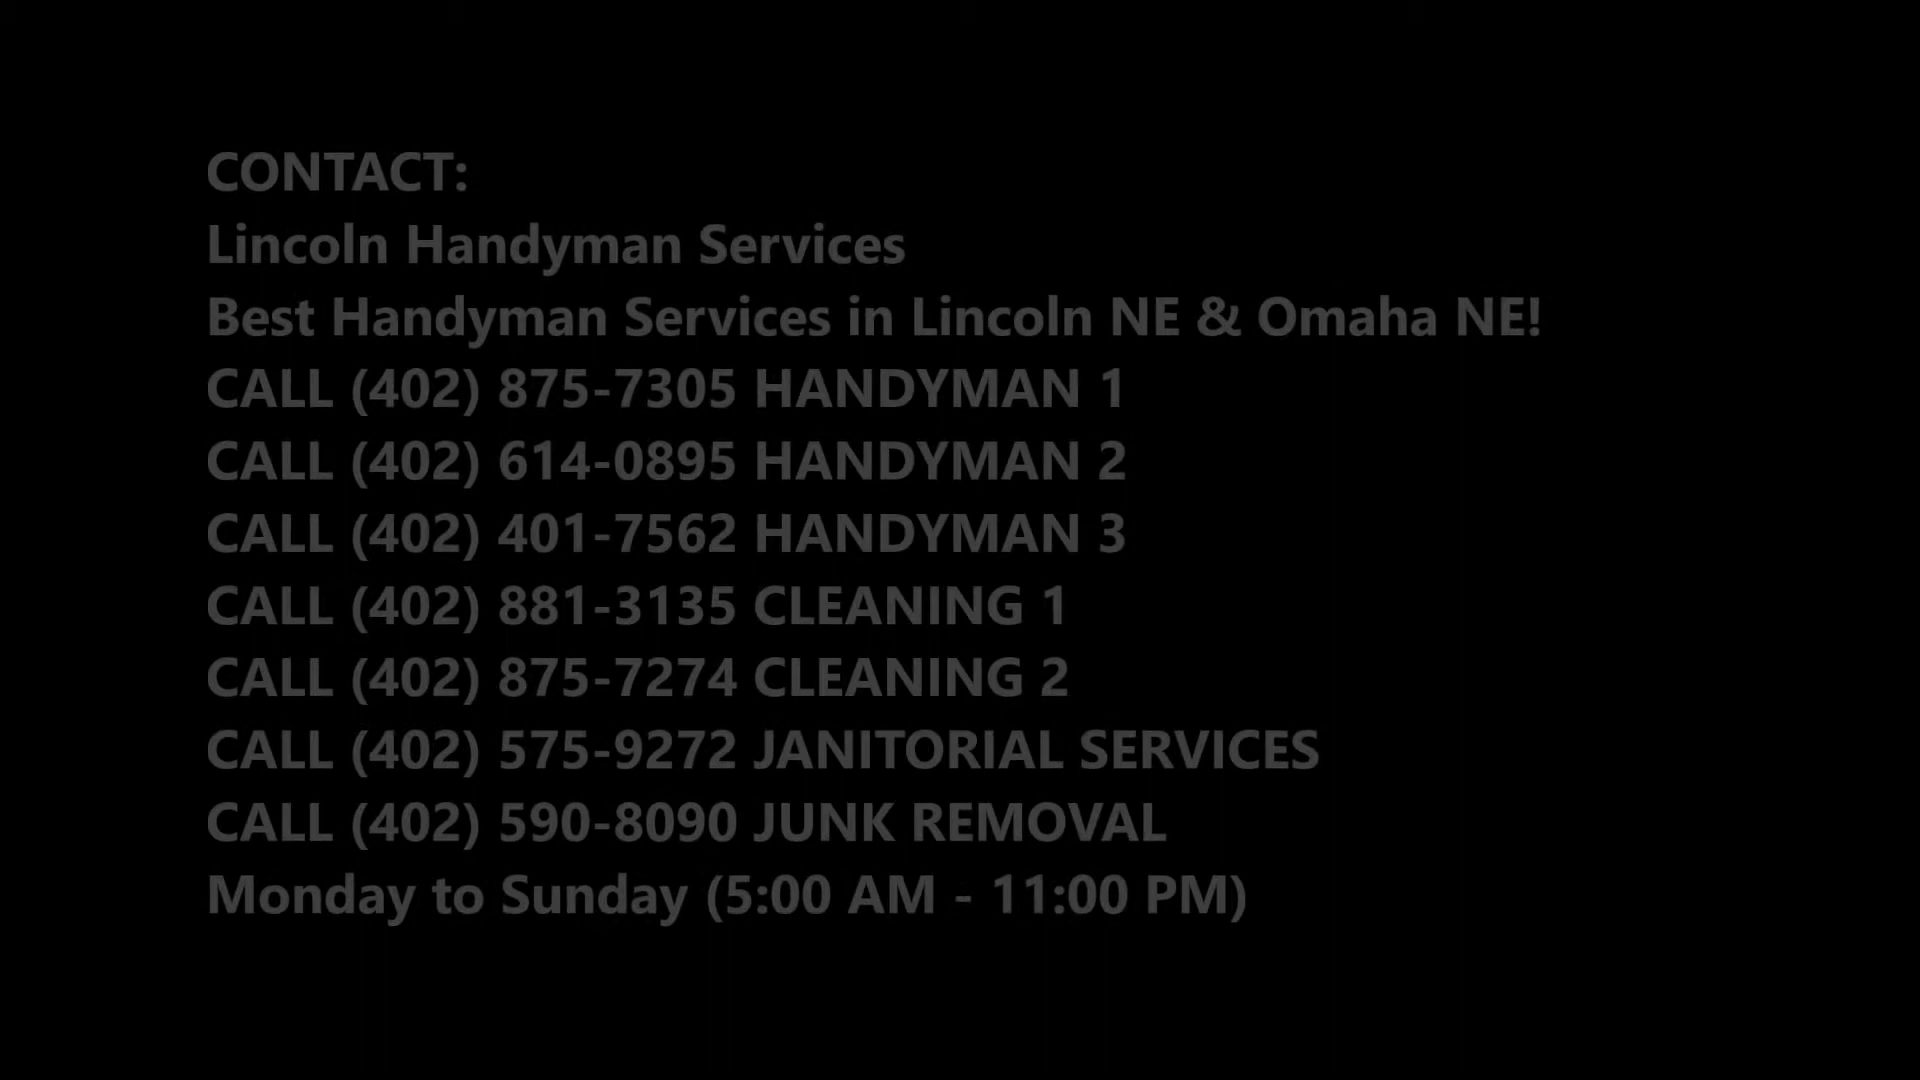 CONTACT:
Lincoln Handyman Services
Best Handyman Services in Lincoln NE & Omaha NE!
CALL (402) 875-7305 HANDYMAN 1
CALL (402) 614-0895 HANDYMAN 2
CALL (402) 401-7562 HANDYMAN 3
CALL (402) 881-3135 CLEANING 1
CALL (402) 875-7274 CLEANING 2
CALL (402) 575-9272 JANITORIAL SERVICES
CALL (402) 590-8090 JUNK REMOVAL
Monday to Sunday (5:00 AM - 11:00 PM)